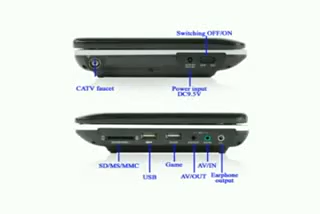 Switching OFF/ON
CATV faucet
Power input
DC9.5V
SD/MS/MMC
USB
Game
AV/OUT
AV/IN
Earphone
output